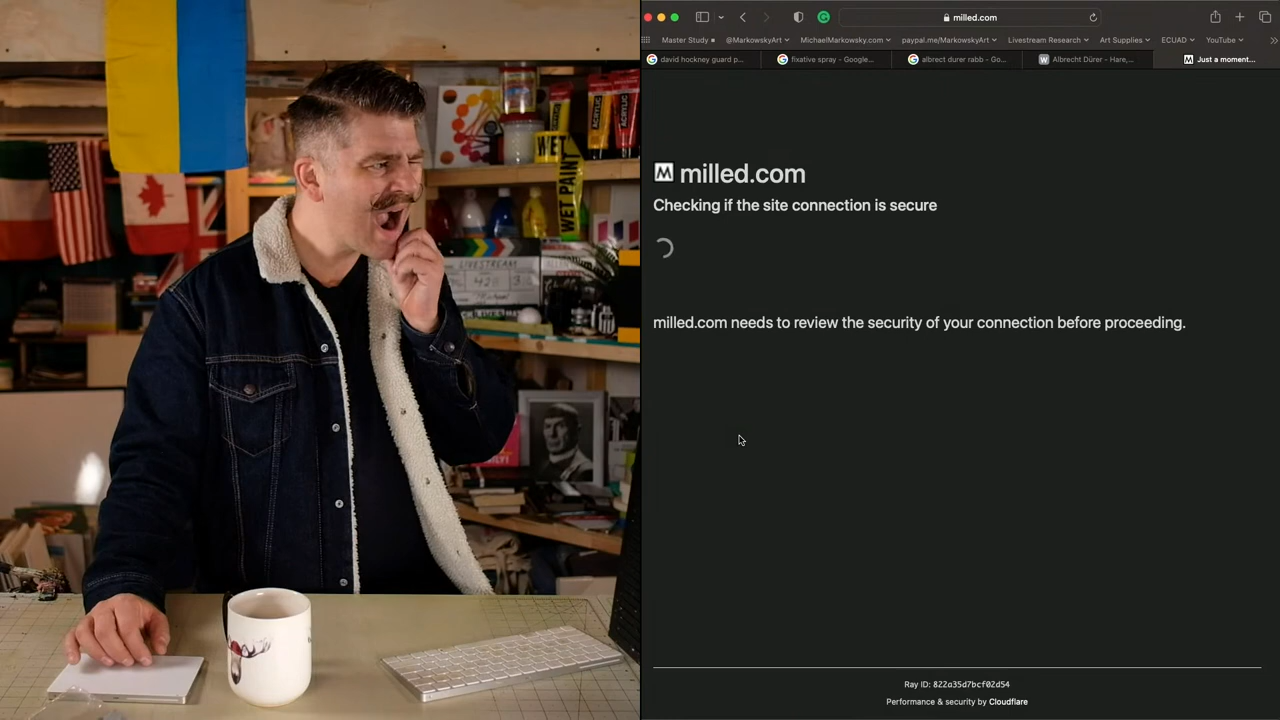 milled.com
Master Study
@MarkowskyArt
MichaelMarkowsky.com
paypal.me/MarkowskyArt
Livestream Research
Art Supplies
ECUAD
YouTube
david hockney guard p...
fixative spray - Google...
albrect durer rabb - Go...
Albrecht Dürer - Hare,...
Just a moment...
M milled.com
Checking if the site connection is secure
milled.com needs to review the security of your connection before proceeding.
Ray ID: 822a35d7bcf02d54
Performance & security by Cloudflare
ACRYLIC
ACRYLIC
WET
WET PAINT
LIVESTREAM